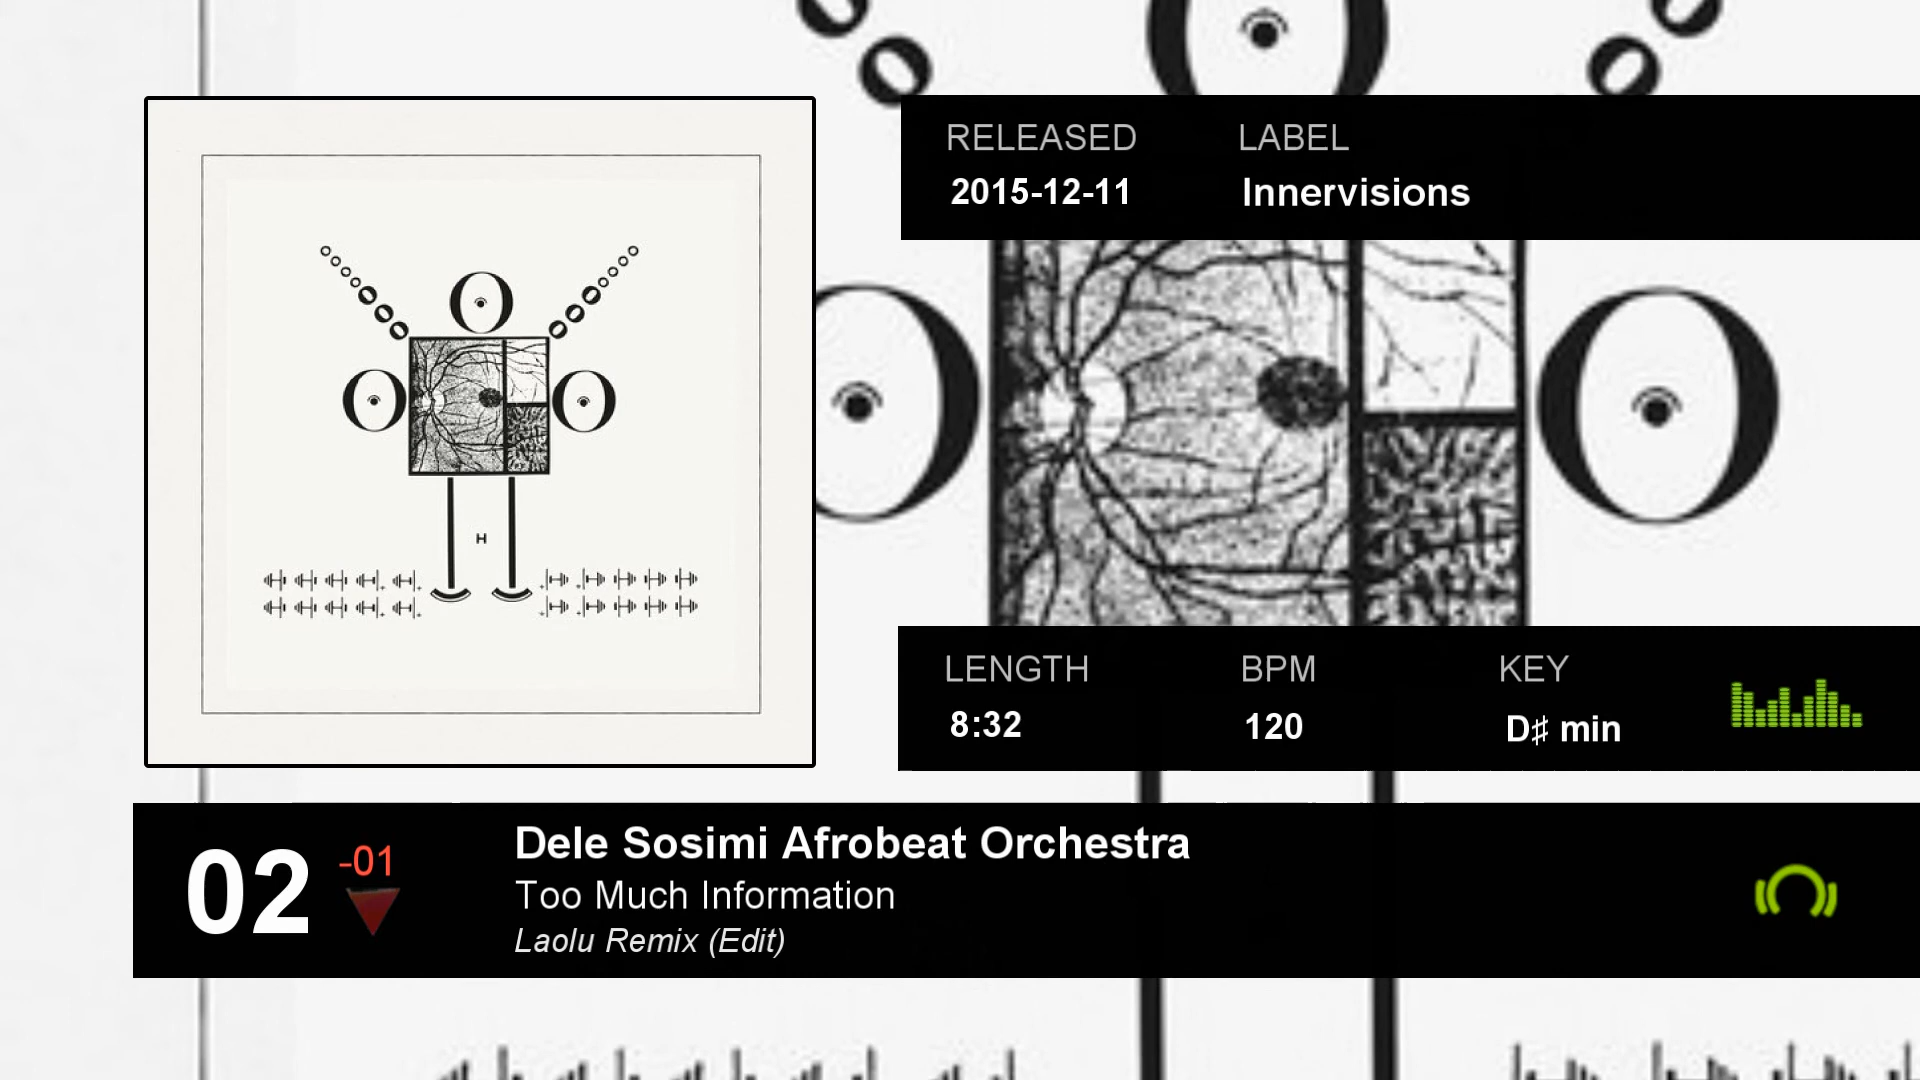 RELEASED LABEL
2015-12-11 Innervisions
H
LENGTH BPM KEY
8:32 120 D♯ min
02 -01
Dele Sosimi Afrobeat Orchestra
Too Much Information
Laolu Remix (Edit)